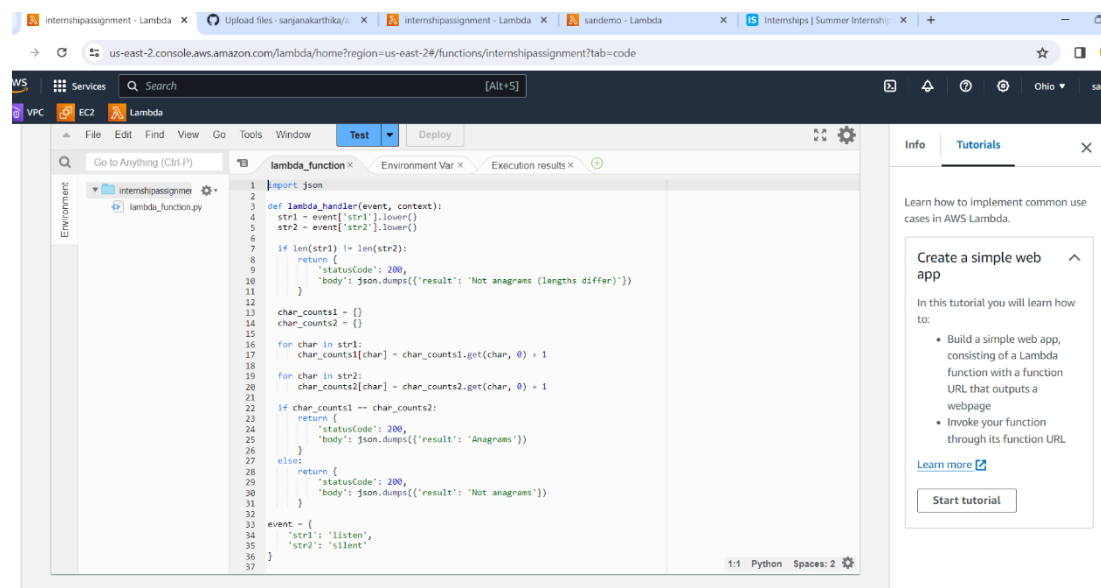 internshipassignment - Lambda
Upload files · sanjanakarthika/a
internshipassignment - Lambda
sandemo - Lambda
Internships | Summer Internship
us-east-2.console.aws.amazon.com/lambda/home?region=us-east-2#/functions/internshipassignment?tab=code
Services
Search
[Alt+S]
Ohio
VPC
EC2
Lambda
File Edit Find View Go Tools Window
Test
Deploy
Info
Tutorials
Go to Anything (Ctrl-P)
lambda_function
Environment Var
Execution results
Environment
internshipassignmer
lambda_function.py
1 import json
2
3 def lambda_handler(event, context):
4 str1 = event['str1'].lower()
5 str2 = event['str2'].lower()
6
7 if len(str1) != len(str2):
8 return {
9 'statusCode': 200,
10 'body': json.dumps({'result': 'Not anagrams (lengths differ)'})
11 }
12
13 char_counts1 = {}
14 char_counts2 = {}
15
16 for char in str1:
17 char_counts1[char] = char_counts1.get(char, 0) + 1
18
19 for char in str2:
20 char_counts2[char] = char_counts2.get(char, 0) + 1
21
22 if char_counts1 == char_counts2:
23 return {
24 'statusCode': 200,
25 'body': json.dumps({'result': 'Anagrams'})
26 }
27 else:
28 return {
29 'statusCode': 200,
30 'body': json.dumps({'result': 'Not anagrams'})
31 }
32
33 event = {
34 'str1': 'listen',
35 'str2': 'silent'
36 }
37
1:1 Python Spaces: 2
Learn how to implement common use
cases in AWS Lambda.
Create a simple web
app
In this tutorial you will learn how
to:
• Build a simple web app,
consisting of a Lambda
function with a function
URL that outputs a
webpage
• Invoke your function
through its function URL
Learn more
Start tutorial